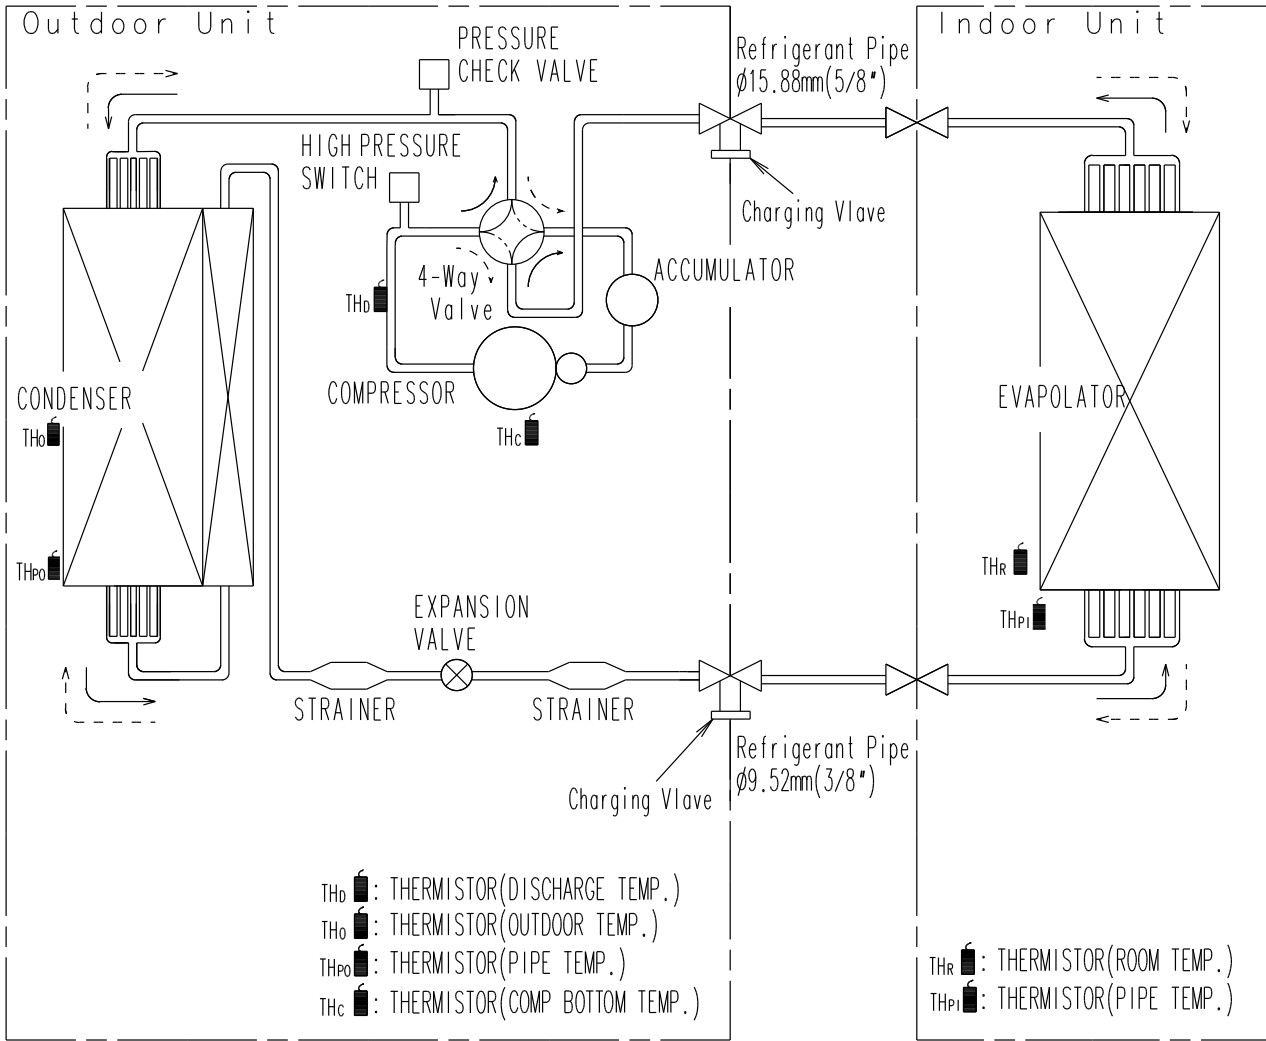 Outdoor Unit
Indoor Unit
PRESSURE
CHECK VALVE
Refrigerant Pipe
Ø15.88mm(5/8")
HIGH PRESSURE
SWITCH
Charging Vlave
4-Way
Valve
ACCUMULATOR
THD
COMPRESSOR
CONDENSER
EVAPOLATOR
THO
THC
THPO
THR
THPI
EXPANSION
VALVE
STRAINER
STRAINER
Refrigerant Pipe
Ø9.52mm(3/8")
Charging Vlave
THD : THERMISTOR(DISCHARGE TEMP.)
THO : THERMISTOR(OUTDOOR TEMP.)
THPO : THERMISTOR(PIPE TEMP.)
THC : THERMISTOR(COMP BOTTOM TEMP.)
THR : THERMISTOR(ROOM TEMP.)
THPI : THERMISTOR(PIPE TEMP.)